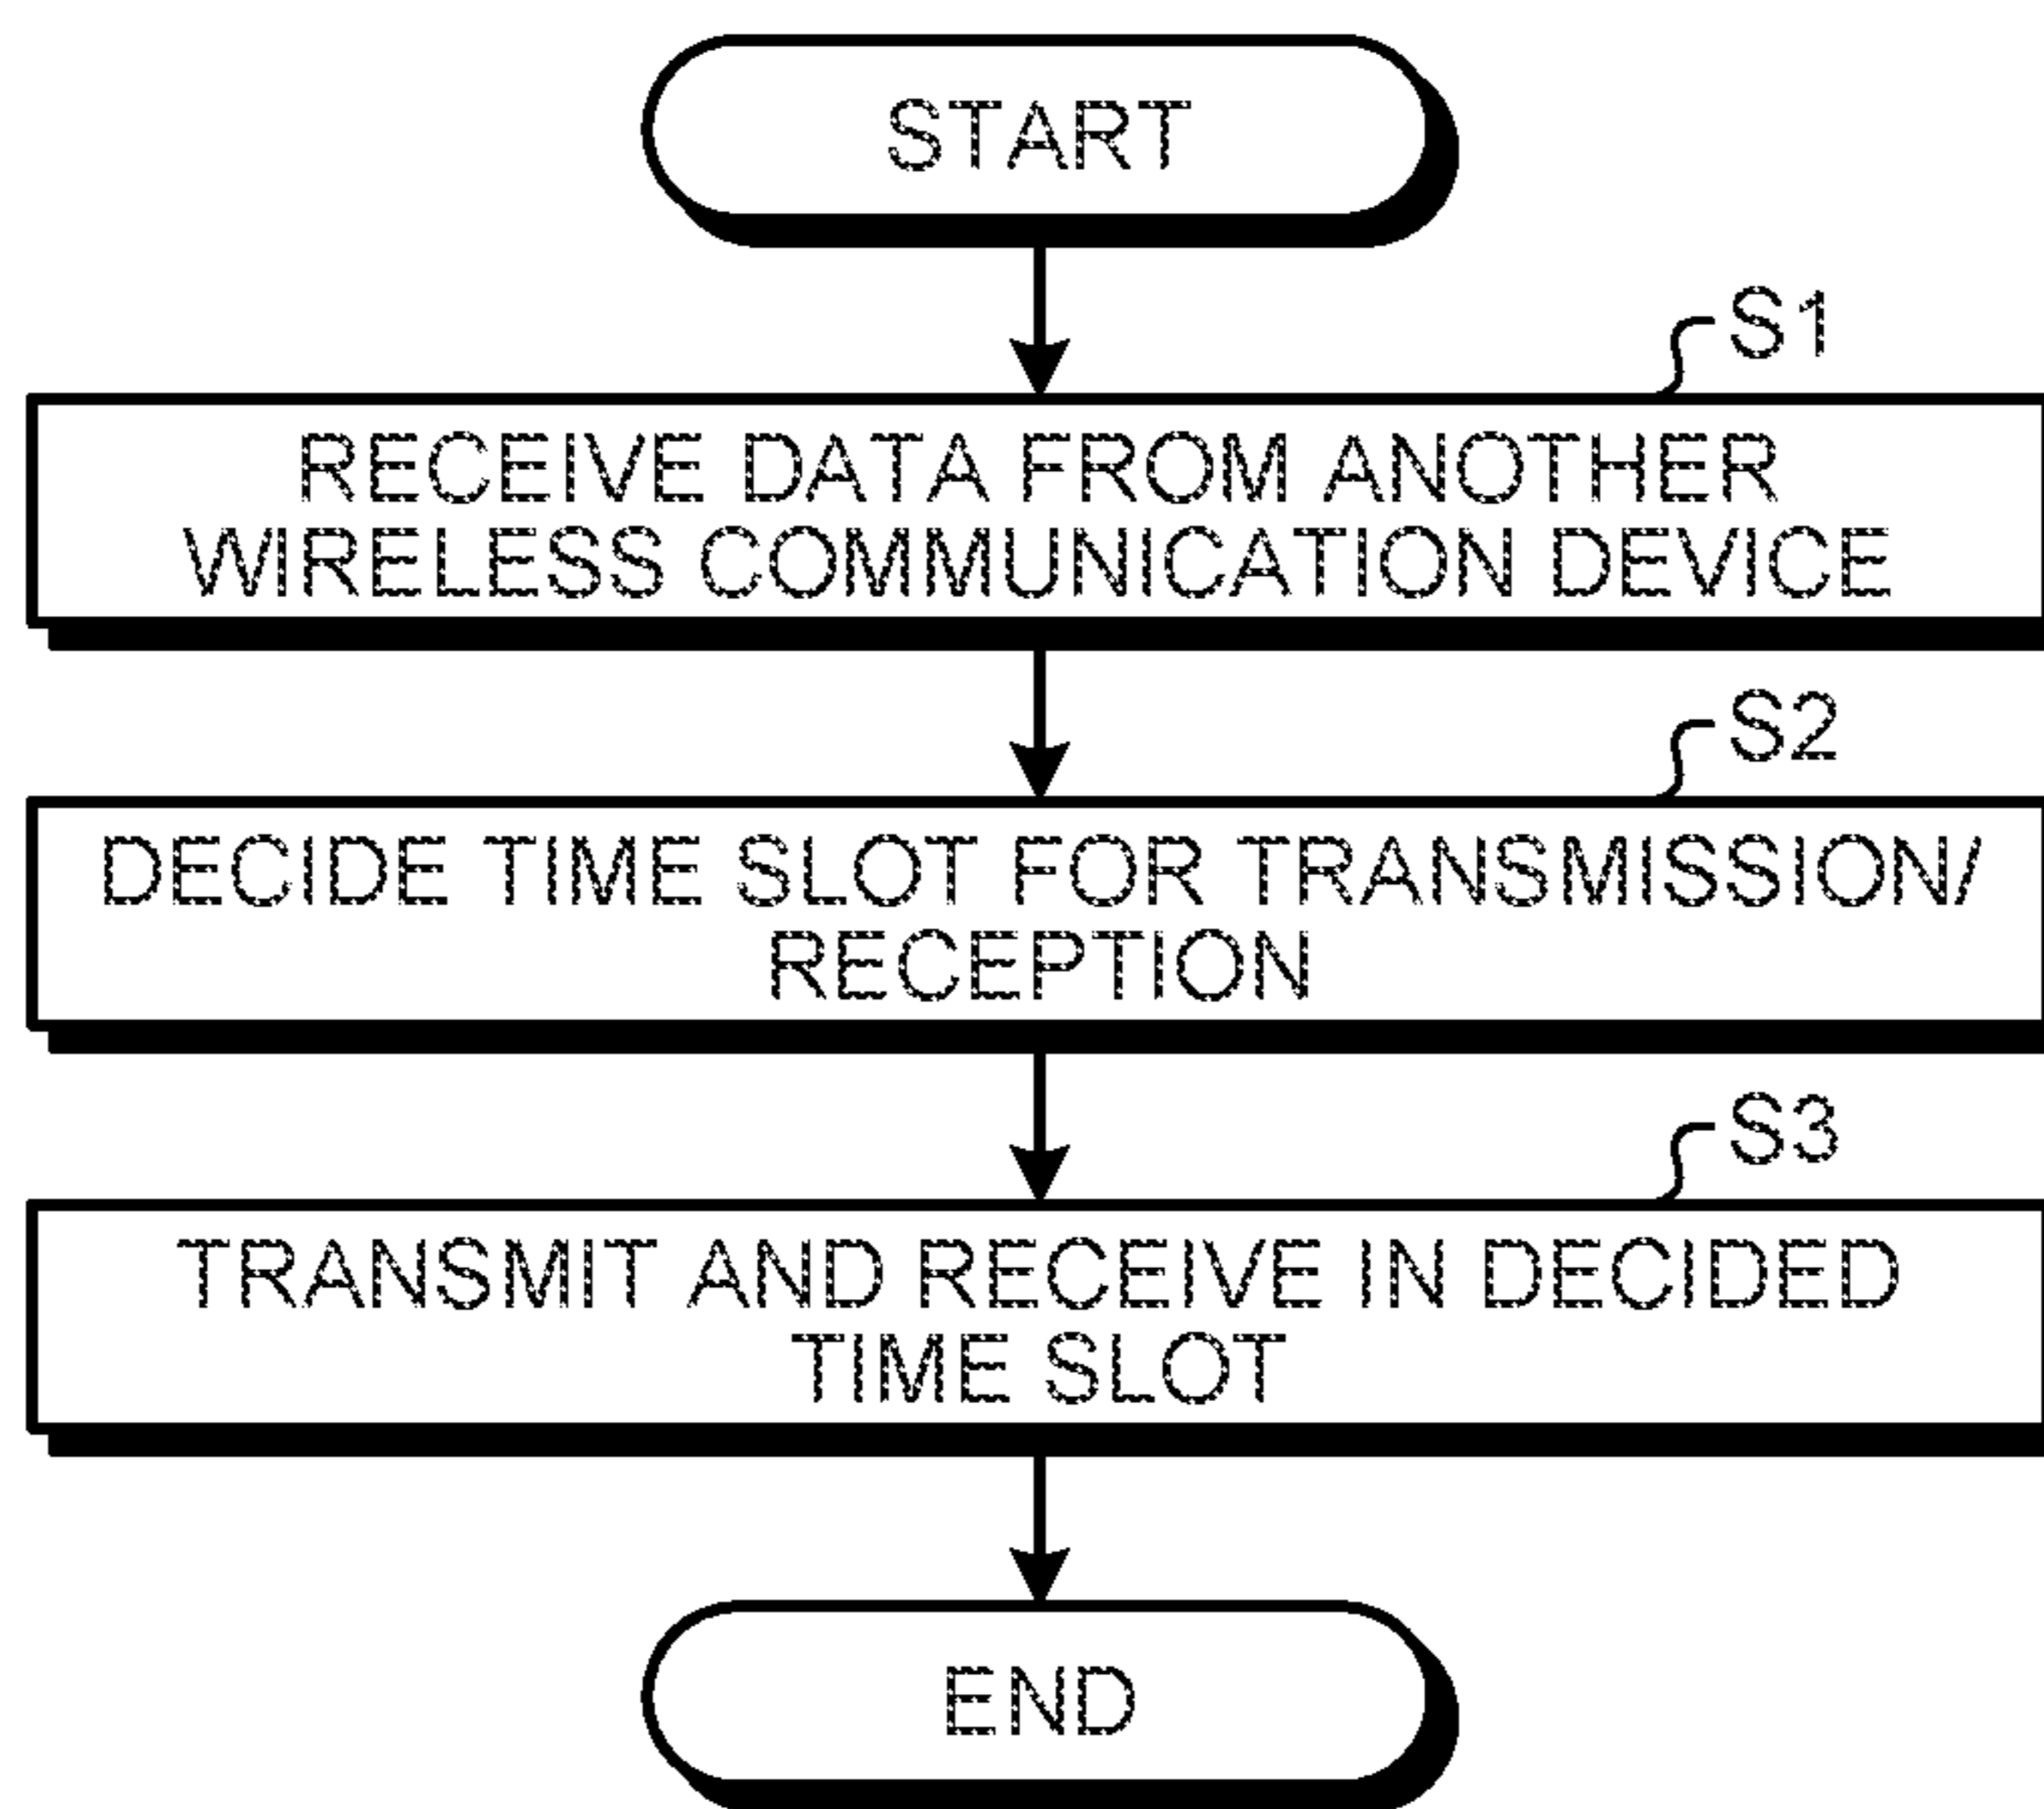 START
S1
RECEIVE DATA FROM ANOTHER
WIRELESS COMMUNICATION DEVICE
S2
DECIDE TIME SLOT FOR TRANSMISSION/
RECEPTION
S3
TRANSMIT AND RECEIVE IN DECIDED
TIME SLOT
END